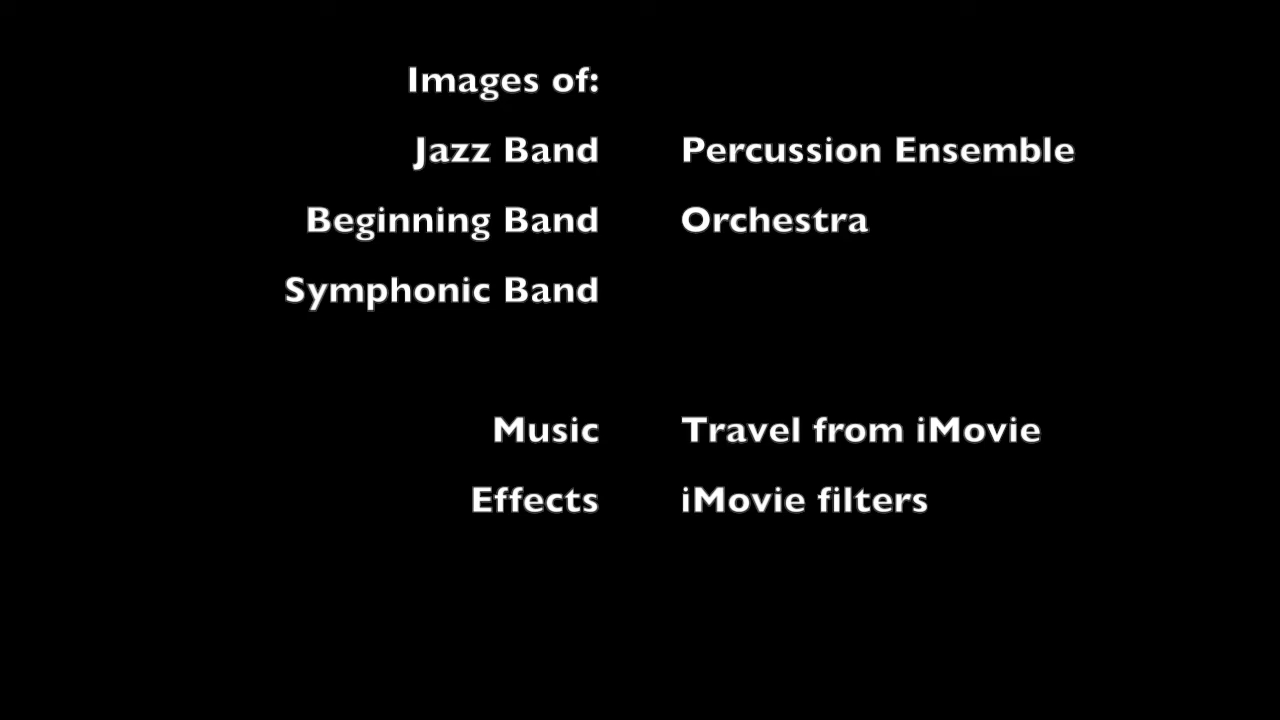 Images of:
Jazz Band Percussion Ensemble
Beginning Band Orchestra
Symphonic Band
Music Travel from iMovie
Effects iMovie filters